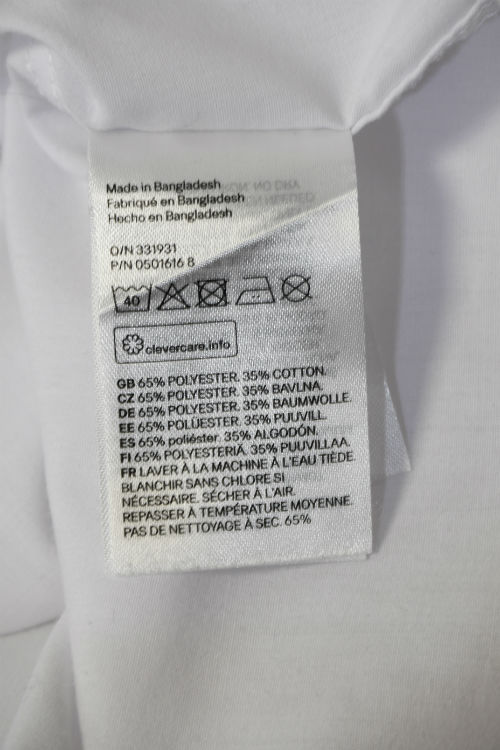 Made in Bangladesh
Fabriqué en Bangladesh
Hecho en Bangladesh
O/N 331931
P/N 0501616 8
40
clevercare.info
GB 65% POLYESTER. 35% COTTON.
CZ 65% POLYESTER. 35% BAVLNA.
DE 65% POLYESTER. 35% BAUMWOLLE.
EE 65% POLÜESTER. 35% PUUVILL.
ES 65% poliéster. 35% ALGODÓN.
FI 65% POLYESTERIÄ. 35% PUUVILLAA.
FR LAVER À LA MACHINE À L'EAU TIÈDE.
BLANCHIR SANS CHLORE SI
NÉCESSAIRE. SÉCHER À L'AIR.
REPASSER À TEMPÉRATURE MOYENNE.
PAS DE NETTOYAGE À SEC. 65%